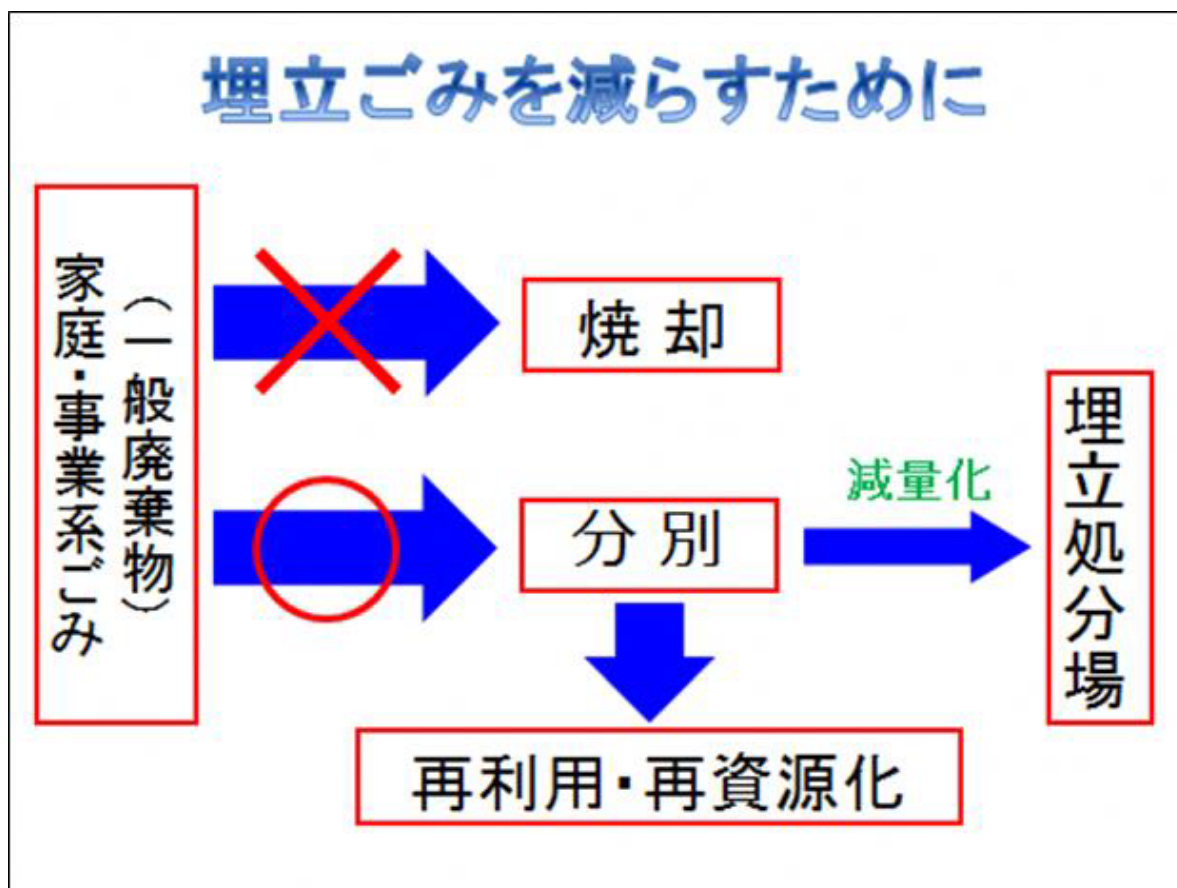 埋立ごみを減らすために
（一般廃棄物）
家庭・事業系ごみ
焼却
分別
減量化
埋立処分場
再利用・再資源化